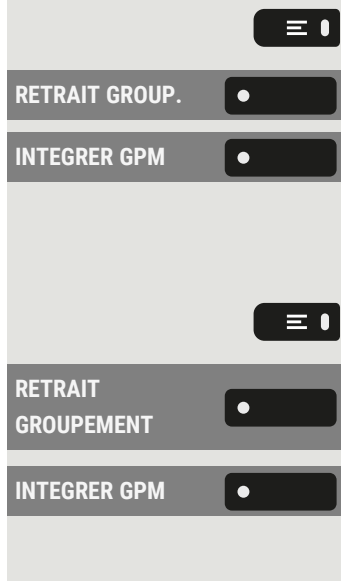 RETRAIT GROUP.
INTEGRER GPM
RETRAIT
GROUPEMENT
INTEGRER GPM